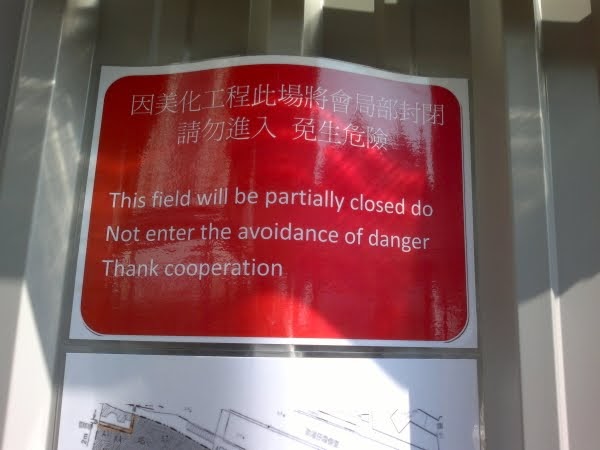 因美化工程此場將會局部封閉
請勿進入 免生危險
This field will be partially closed do
Not enter the avoidance of danger
Thank cooperation